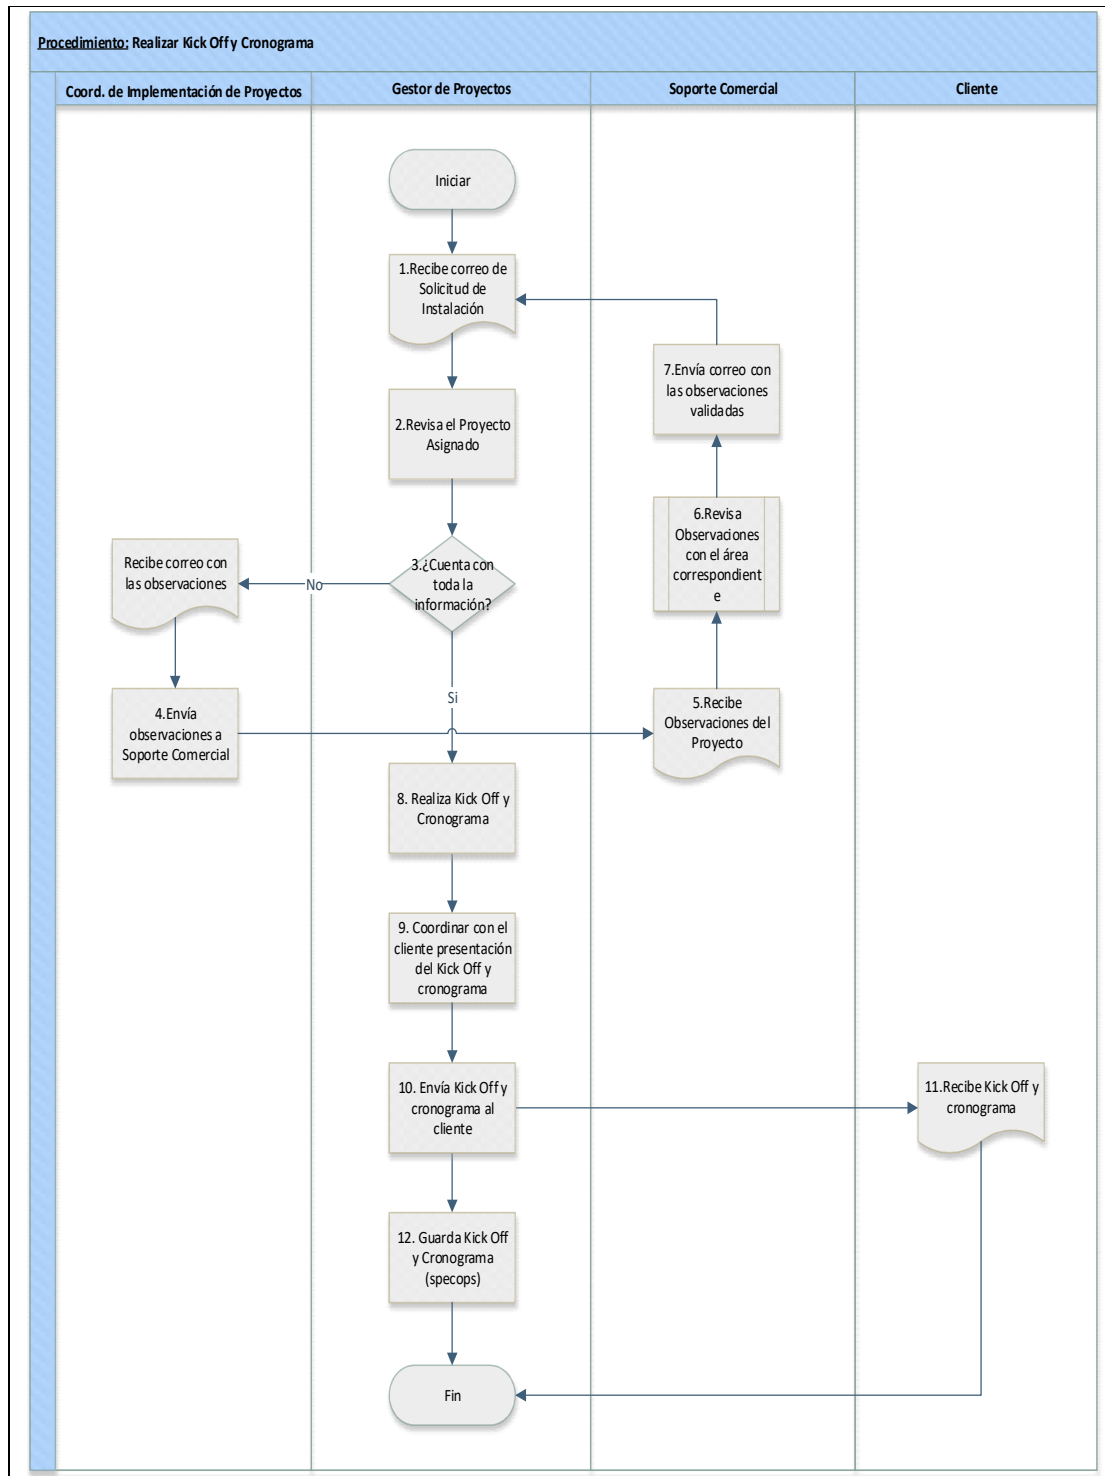 Procedimiento: Realizar Kick Off y Cronograma
Coord. de Implementación de Proyectos
Gestor de Proyectos
Soporte Comercial
Cliente
Iniciar
1.Recibe correo de
Solicitud de
Instalación
2.Revisa el Proyecto
Asignado
3.¿Cuenta con
toda la
información?
No
Recibe correo con
las observaciones
4.Envía
observaciones a
Soporte Comercial
5.Recibe
Observaciones del
Proyecto
6.Revisa
Observaciones
con el área
correspondient
e
7.Envía correo con
las observaciones
validadas
Si
8. Realiza Kick Off y
Cronograma
9. Coordinar con el
cliente presentación
del Kick Off y
cronograma
10. Envía Kick Off y
cronograma al
cliente
11.Recibe Kick Off y
cronograma
12. Guarda Kick Off
y Cronograma
(specops)
Fin